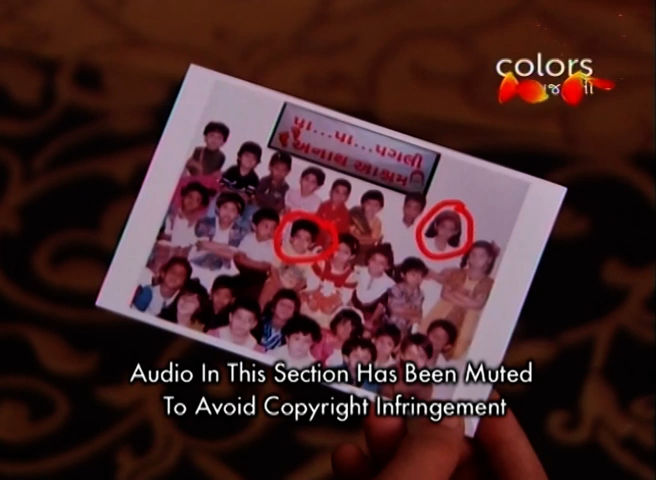 colors
પા...પા...પગલી
અનાથ આશ્રમ
Audio In This Section Has Been Muted
To Avoid Copyright Infringement